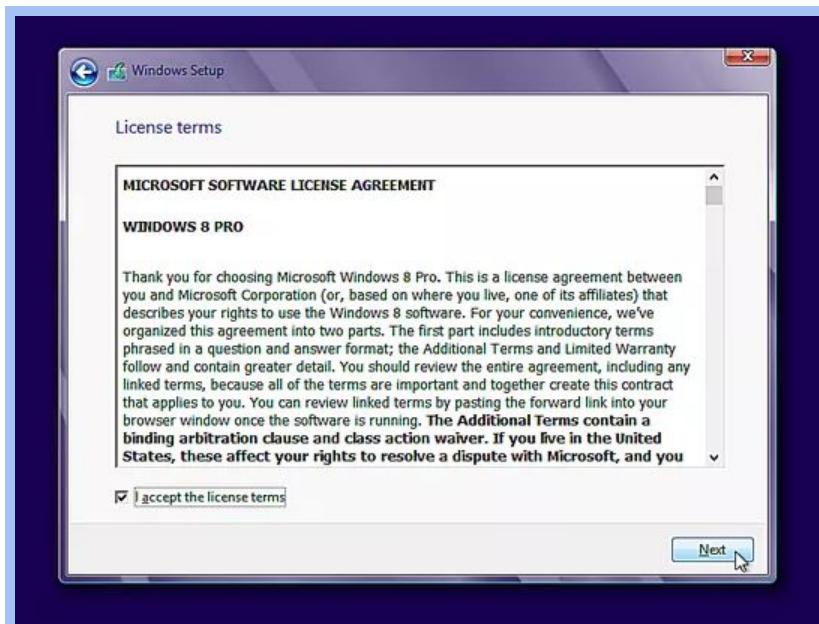 Windows Setup
License terms
MICROSOFT SOFTWARE LICENSE AGREEMENT
WINDOWS 8 PRO
Thank you for choosing Microsoft Windows 8 Pro. This is a license agreement between
you and Microsoft Corporation (or, based on where you live, one of its affiliates) that
describes your rights to use the Windows 8 software. For your convenience, we've
organized this agreement into two parts. The first part includes introductory terms
phrased in a question and answer format; the Additional Terms and Limited Warranty
follow and contain greater detail. You should review the entire agreement, including any
linked terms, because all of the terms are important and together create this contract
that applies to you. You can review linked terms by pasting the forward link into your
browser window once the software is running. The Additional Terms contain a
binding arbitration clause and class action waiver. If you live in the United
States, these affect your rights to resolve a dispute with Microsoft, and you
I accept the license terms
Next